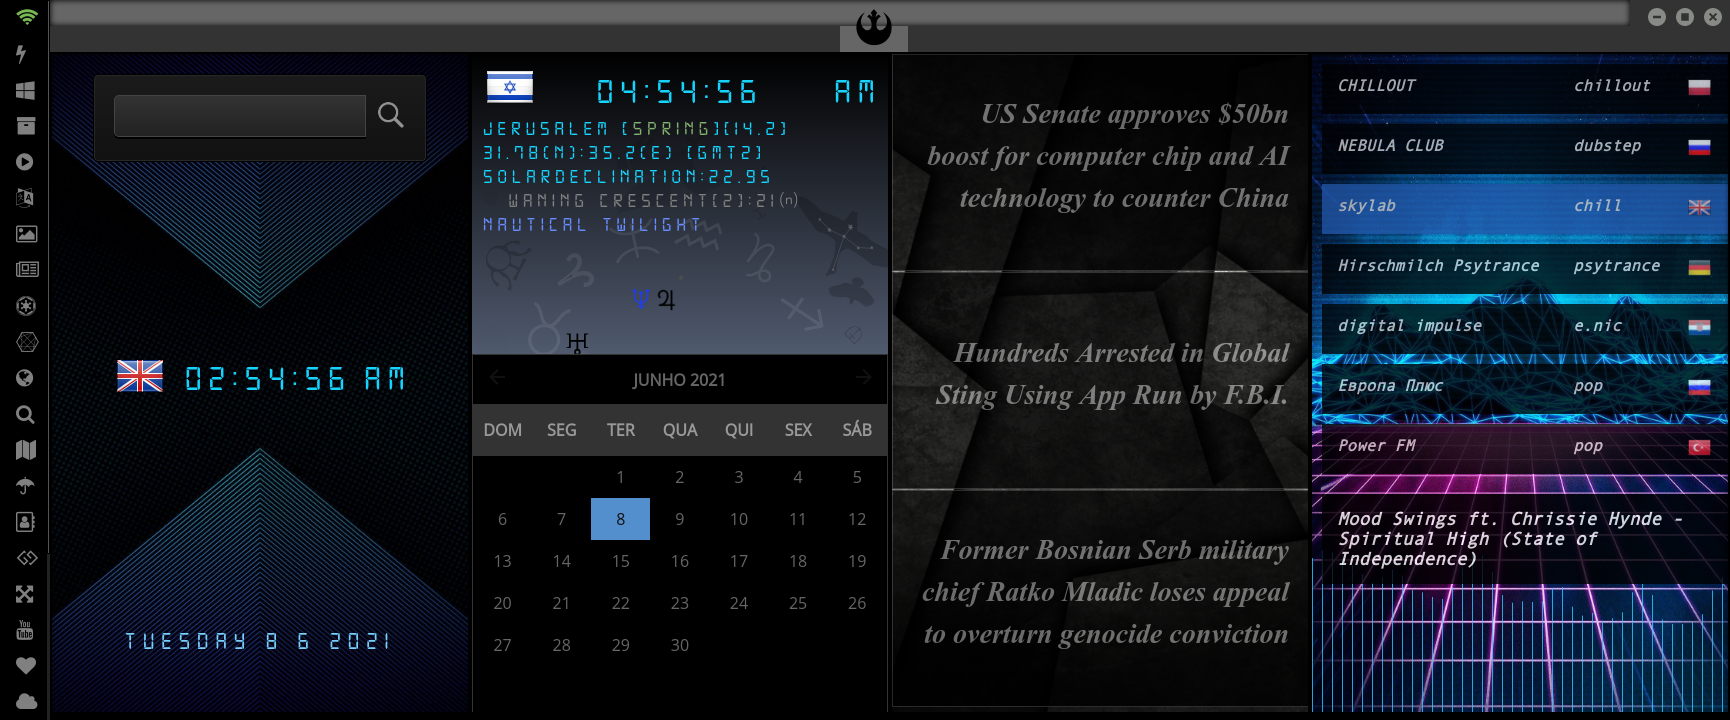 02:54:56 AM
TUESDAY 8 6 2021
04:54:56 AM
JERUSALEM [SPRING][14.2]
31.78(N):35.2(E) [GMT2]
SOLARDECLINATION:22.95
WANING CRESCENT[2]:21(n)
NAUTICAL TWILIGHT
JUNHO 2021
DOM SEG TER QUA QUI SEX SÁB
1 2 3 4 5
6 7 8 9 10 11 12
13 14 15 16 17 18 19
20 21 22 23 24 25 26
27 28 29 30
US Senate approves $50bn
boost for computer chip and AI
technology to counter China
Hundreds Arrested in Global
Sting Using App Run by F.B.I.
Former Bosnian Serb military
chief Ratko Mladic loses appeal
to overturn genocide conviction
CHILLOUT chillout
NEBULA CLUB dubstep
skylab chill
Hirschmilch Psytrance psytrance
digital impulse e.nic
Европа Плюс pop
Power FM pop
Mood Swings ft. Chrissie Hynde -
Spiritual High (State of
Independence)
You
Tube